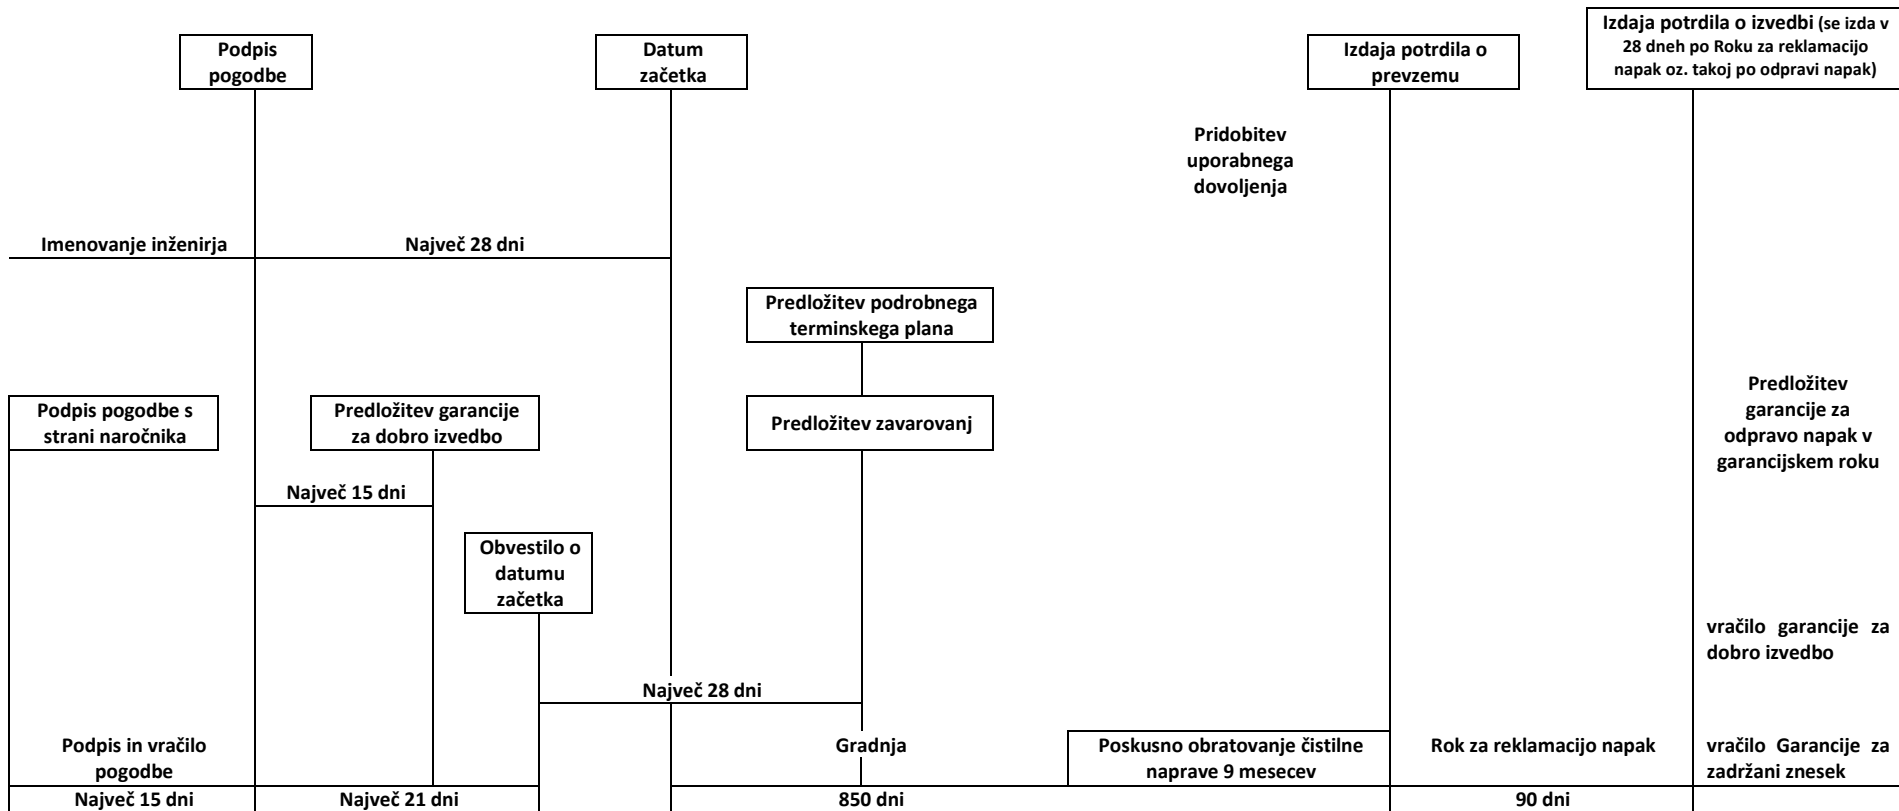 Podpis
pogodbe
Datum
začetka
Izdaja potrdila o
prevzemu
Izdaja potrdila o izvedbi (se izda v
28 dneh po Roku za reklamacijo
napak oz. takoj po odpravi napak)
Pridobitev
uporabnega
dovoljenja
Imenovanje inženirja
Največ 28 dni
Predložitev podrobnega
terminskega plana
Podpis pogodbe s
strani naročnika
Predložitev garancije
za dobro izvedbo
Predložitev zavarovanj
Predložitev
garancije za
odpravo napak v
garancijskem roku
Največ 15 dni
Obvestilo o
datumu
začetka
vračilo garancije za
dobro izvedbo
Največ 28 dni
Podpis in vračilo
pogodbe
Gradnja
Poskusno obratovanje čistilne
naprave 9 mesecev
Rok za reklamacijo napak
vračilo Garancije za
zadržani znesek
Največ 15 dni
Največ 21 dni
850 dni
90 dni